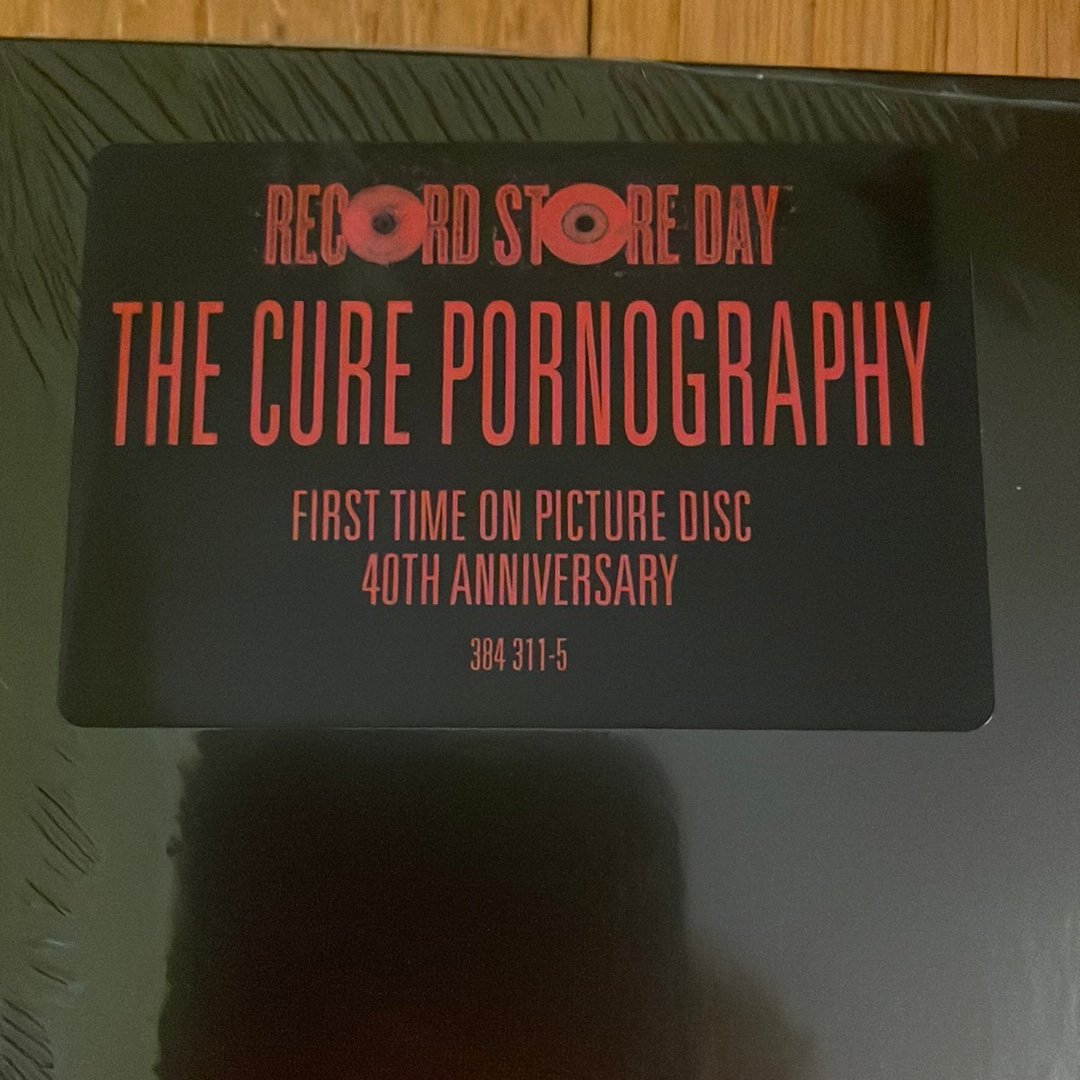 RECORD STORE DAY
THE CURE PORNOGRAPHY
FIRST TIME ON PICTURE DISC
40TH ANNIVERSARY
384 311-5